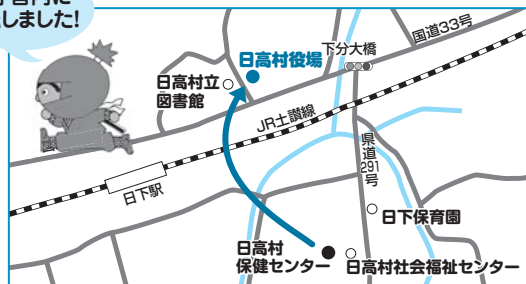 しました!
国道33号
下分大橋
日高村役場
日高村立
図書館
JR土讃線
県道291号
日下駅
日下保育園
日高村
保健センター
日高村社会福祉センター